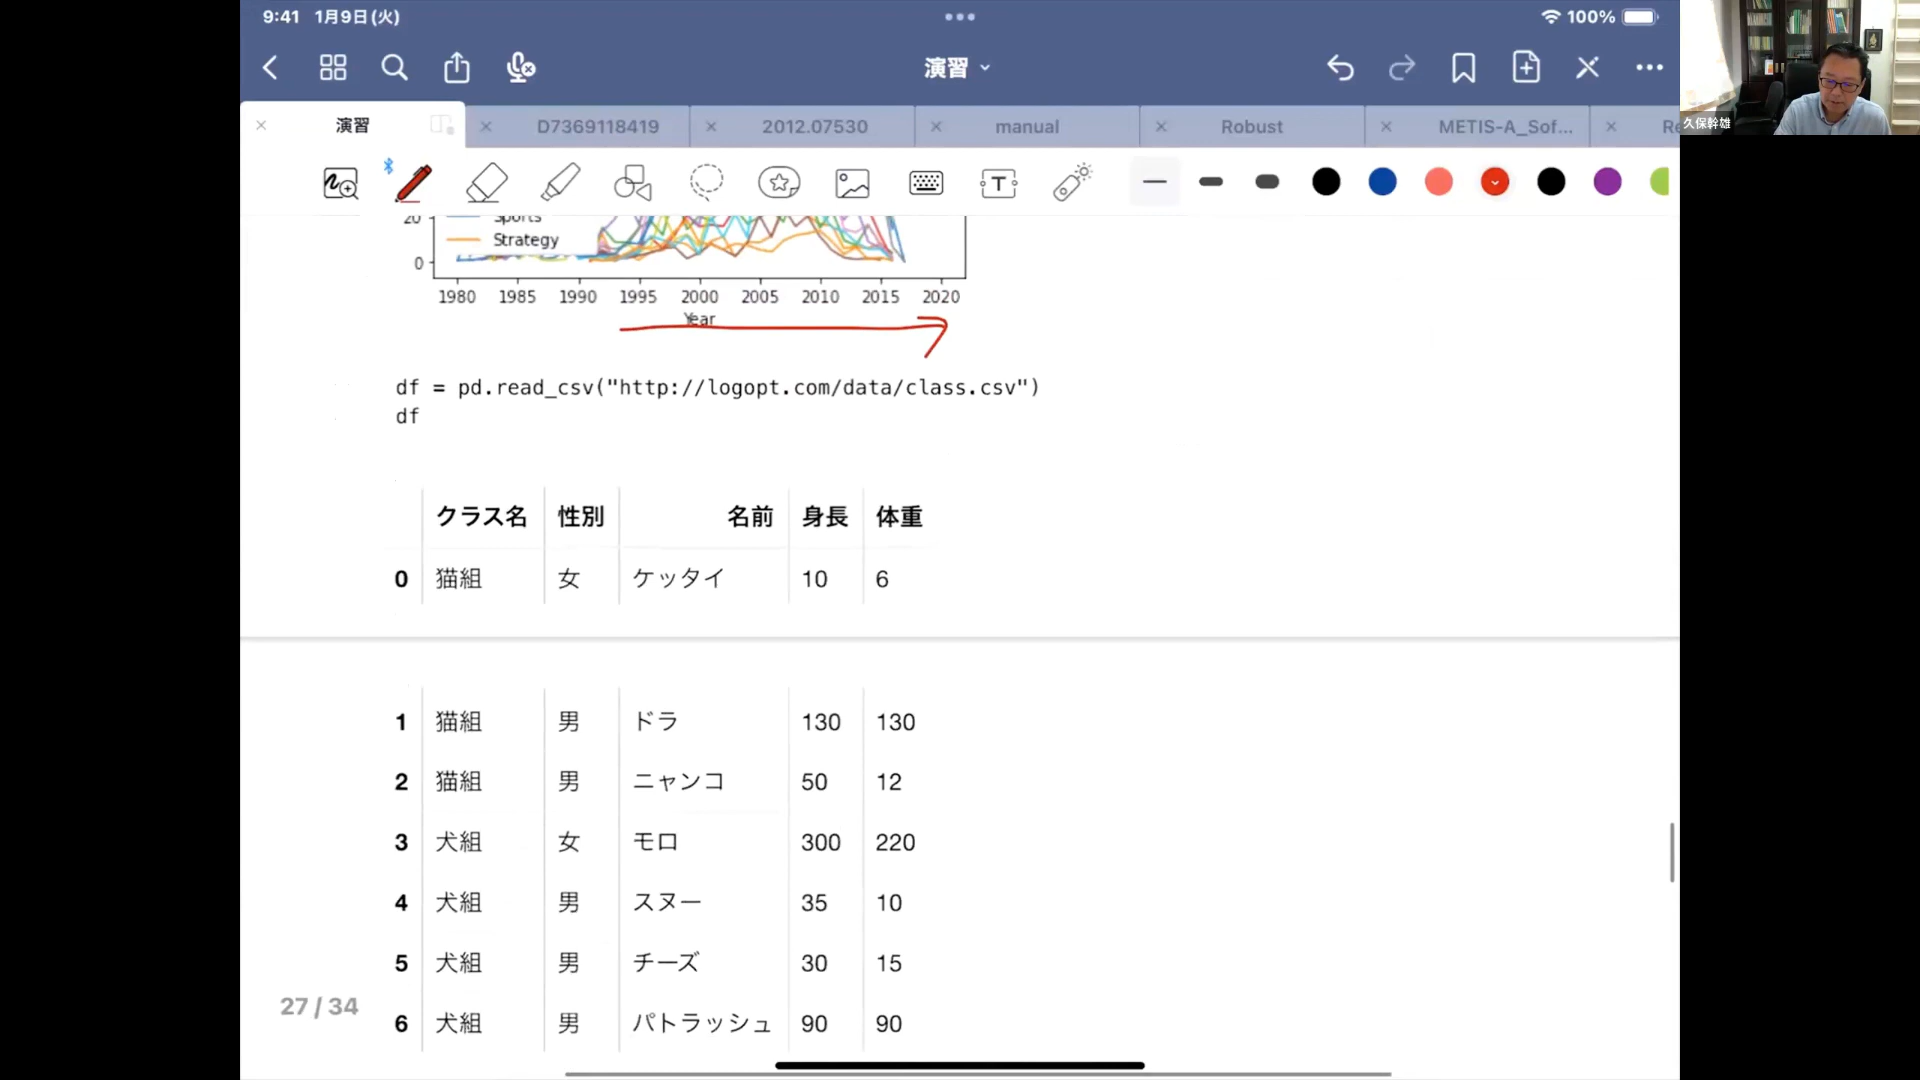 9:41 1月9日(火)
100%
演習
演習
D7369118419
2012.07530
manual
Robust
METIS-A_Sof...
久保幹雄
20
Sports
Strategy
0
1980 1985 1990 1995 2000 2005 2010 2015 2020
Year
df = pd.read_csv("http://logopt.com/data/class.csv")
df
クラス名 性別 名前 身長 体重
0 猫組 女 ケッタイ 10 6
1 猫組 男 ドラ 130 130
2 猫組 男 ニャンコ 50 12
3 犬組 女 モロ 300 220
4 犬組 男 スヌー 35 10
5 犬組 男 チーズ 30 15
6 犬組 男 パトラッシュ 90 90
27 / 34